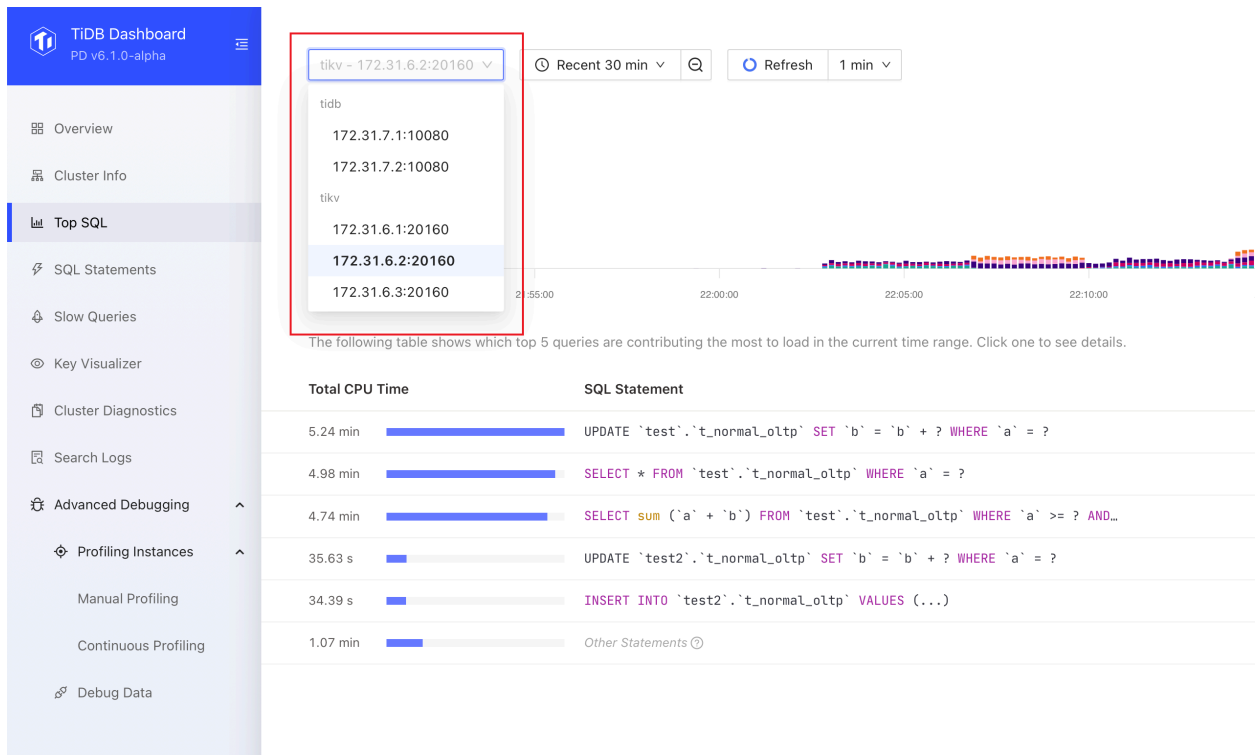 TiDB Dashboard
PD v6.1.0-alpha
Overview
Cluster Info
Top SQL
SQL Statements
Slow Queries
Key Visualizer
Cluster Diagnostics
Search Logs
Advanced Debugging
Profiling Instances
Manual Profiling
Continuous Profiling
Debug Data
tikv - 172.31.6.2:20160
Recent 30 min
Refresh
1 min
tidb
172.31.7.1:10080
172.31.7.2:10080
tikv
172.31.6.1:20160
172.31.6.2:20160
172.31.6.3:20160
21:55:00
22:00:00
22:05:00
22:10:00
The following table shows which top 5 queries are contributing the most to load in the current time range. Click one to see details.
Total CPU Time SQL Statement
5.24 min UPDATE `test`.`t_normal_oltp` SET `b` = `b` + ? WHERE `a` = ?
4.98 min SELECT * FROM `test`.`t_normal_oltp` WHERE `a` = ?
4.74 min SELECT sum (`a` + `b`) FROM `test`.`t_normal_oltp` WHERE `a` >= ? AND…
35.63 s UPDATE `test2`.`t_normal_oltp` SET `b` = `b` + ? WHERE `a` = ?
34.39 s INSERT INTO `test2`.`t_normal_oltp` VALUES (...)
1.07 min Other Statements